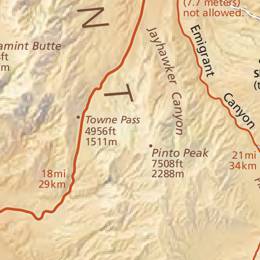 (7.7 meters)
not allowed.
N
T
amint Butte
ft
m
Jayhawker Canyon
Emigrant
Canyon
Towne Pass
4956ft
1511m
Pinto Peak
7508ft
2288m
18mi
29km
21mi
34km